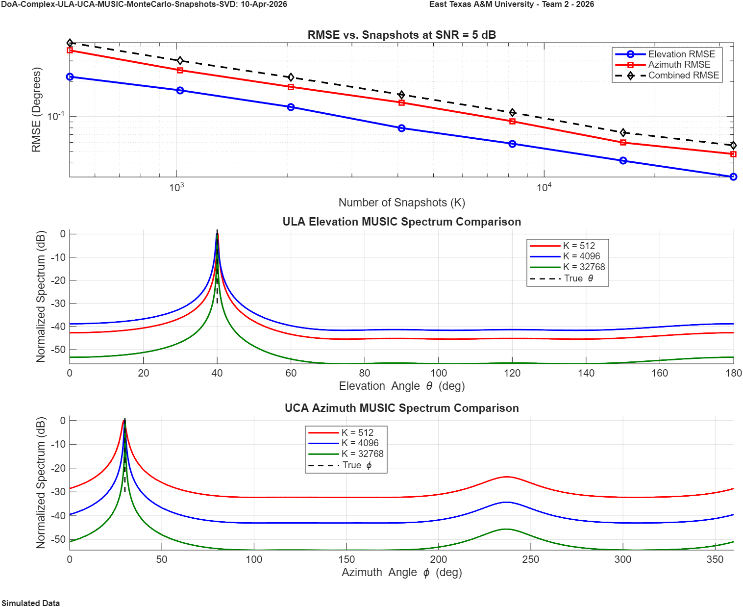 DoA-Complex-ULA-UCA-MUSIC-MonteCarlo-Snapshots-SVD: 10-Apr-2026
East Texas A&M University - Team 2 - 2026
RMSE vs. Snapshots at SNR = 5 dB
Elevation RMSE
Azimuth RMSE
Combined RMSE
RMSE (Degrees)
10⁻¹
10³ 10⁴
Number of Snapshots (K)
ULA Elevation MUSIC Spectrum Comparison
K = 512
K = 4096
K = 32768
True θ
Normalized Spectrum (dB)
0
-10
-20
-30
-40
-50
0 20 40 60 80 100 120 140 160 180
Elevation Angle θ (deg)
UCA Azimuth MUSIC Spectrum Comparison
K = 512
K = 4096
K = 32768
True ϕ
Normalized Spectrum (dB)
0
-10
-20
-30
-40
-50
0 50 100 150 200 250 300 350
Azimuth Angle ϕ (deg)
Simulated Data